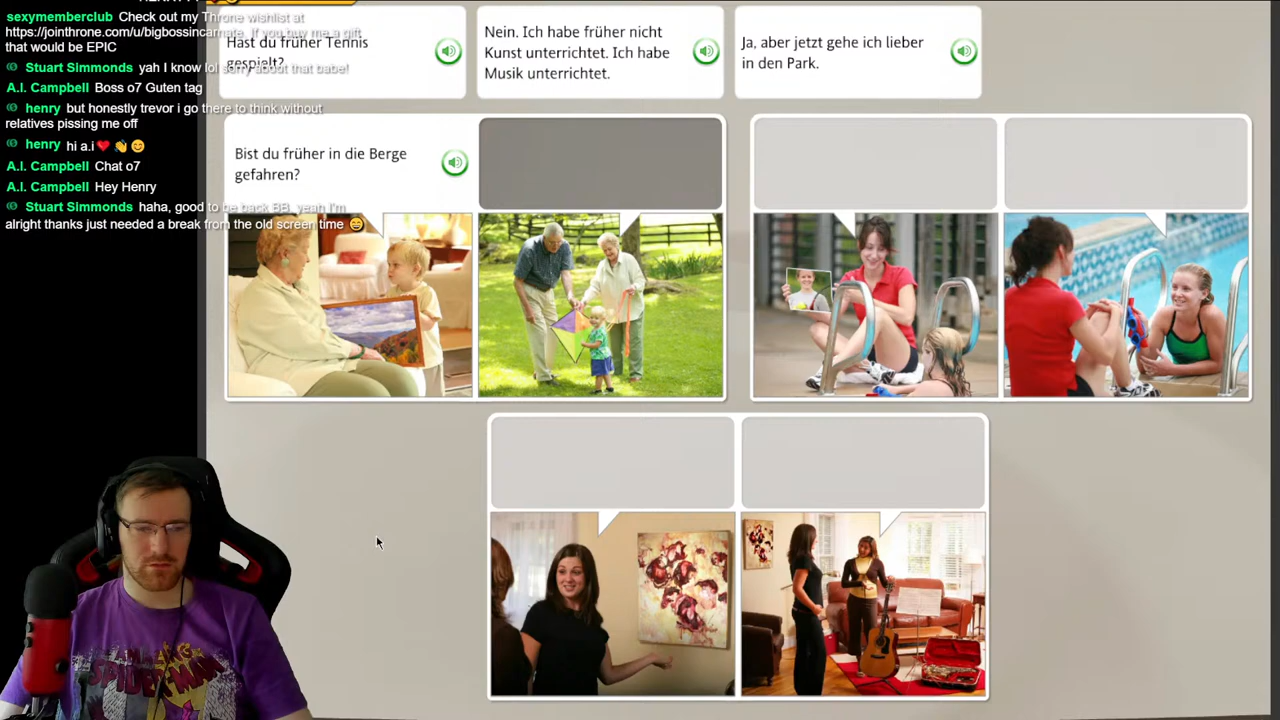 sexymemberclub Check out my Throne wishlist at
https://jointhrone.com/u/bigbossincarnate. If you buy me a gift
that would be EPIC
Stuart Simmonds yah I know lol sorry about that babe!
A.I. Campbell Boss o7 Guten tag
henry but honestly trevor i go there to think without
relatives pissing me off
henry hi a.i❤️👋😊
A.I. Campbell Chat o7
A.I. Campbell Hey Henry
Stuart Simmonds haha, good to be back BB, yeah I'm
alright thanks just needed a break from the old screen time 😄
Hast du früher Tennis
gespielt?
Nein. Ich habe früher nicht
Kunst unterrichtet. Ich habe
Musik unterrichtet.
Ja, aber jetzt gehe ich lieber
in den Park.
Bist du früher in die Berge
gefahren?